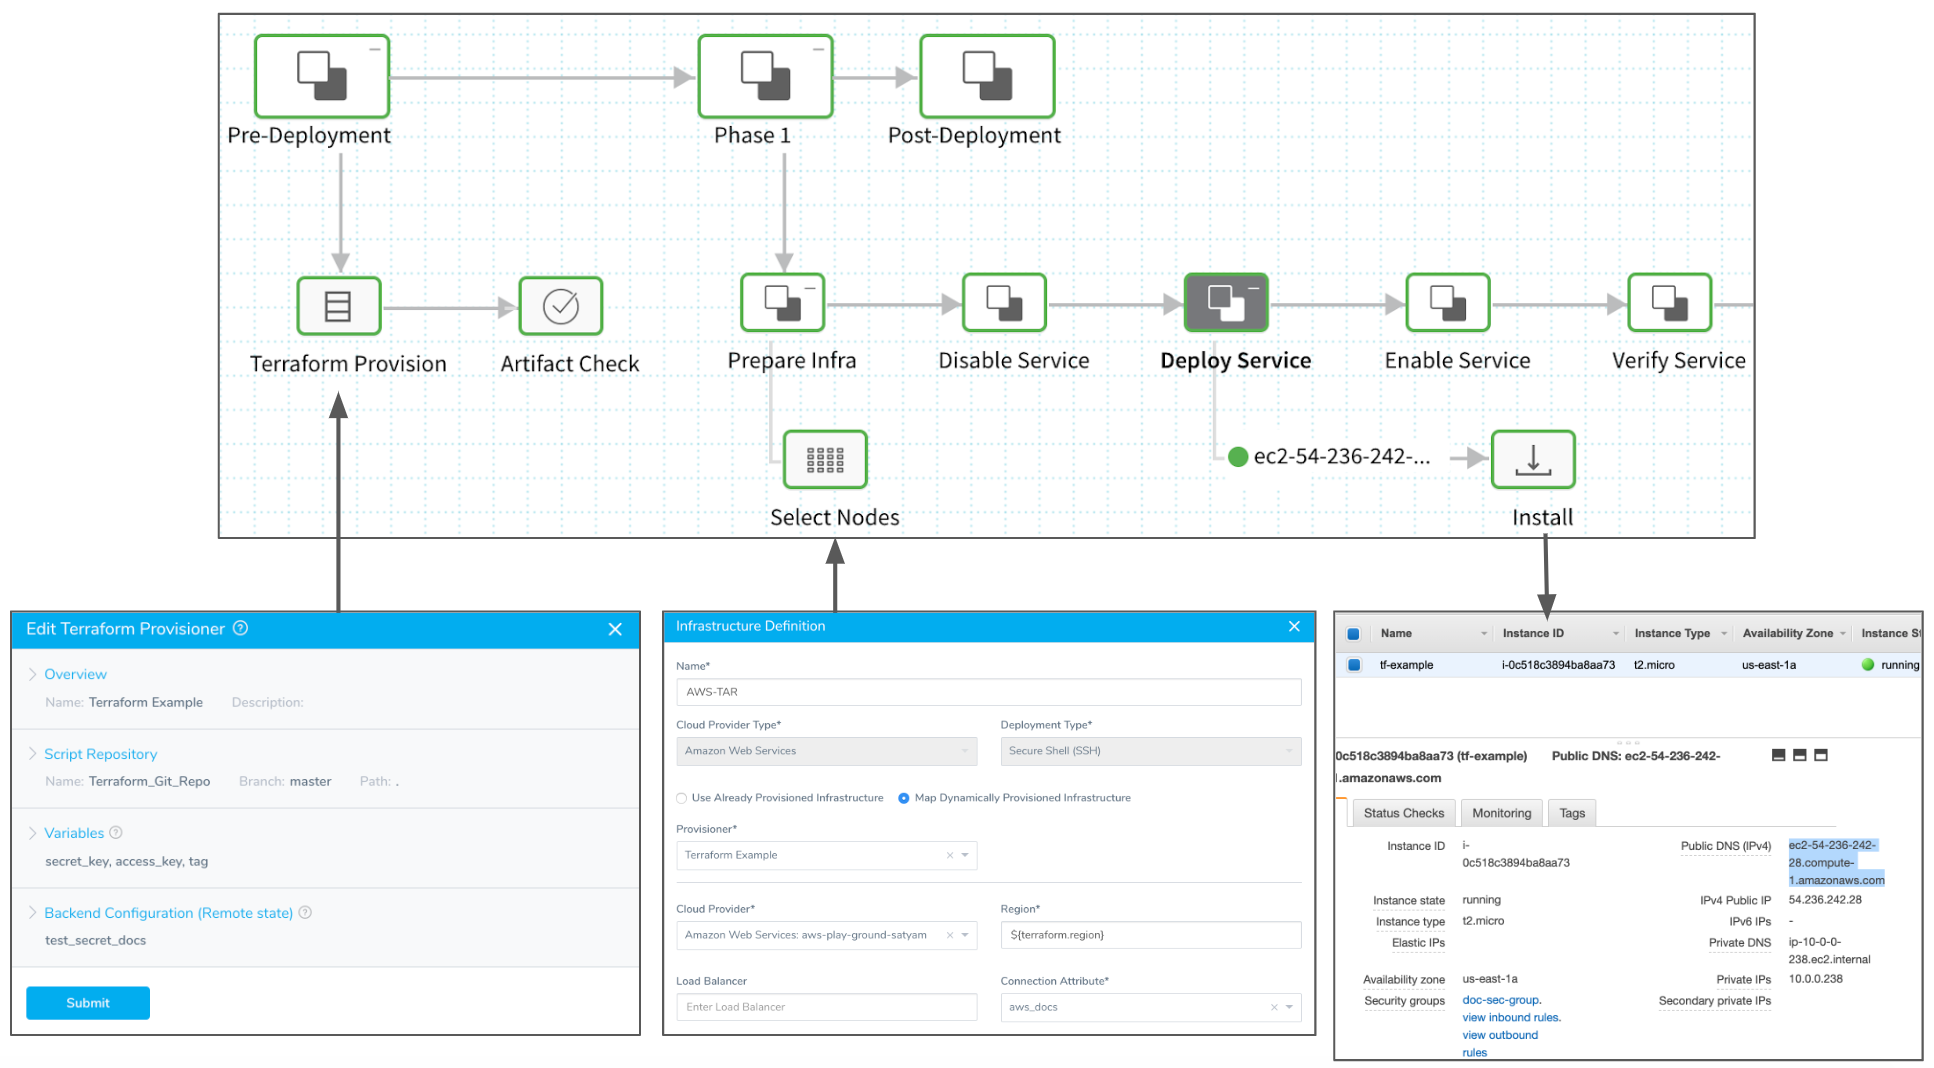 Pre-Deployment
Phase 1
Post-Deployment
Terraform Provision
Artifact Check
Prepare Infra
Disable Service
Deploy Service
Enable Service
Verify Service
ec2-54-236-242-...
Select Nodes
Install
Edit Terraform Provisioner
Overview
Name: Terraform Example Description:
Script Repository
Name: Terraform_Git_Repo Branch: master Path: .
Variables
secret_key, access_key, tag
Backend Configuration (Remote state)
test_secret_docs
Submit
Infrastructure Definition
Name*
AWS-TAR
Cloud Provider Type* Deployment Type*
Amazon Web Services Secure Shell (SSH)
Use Already Provisioned Infrastructure Map Dynamically Provisioned Infrastructure
Provisioner*
Terraform Example
Cloud Provider* Region*
Amazon Web Services: aws-play-ground-satyam ${terraform.region}
Load Balancer Connection Attribute*
Enter Load Balancer aws_docs
Name Instance ID Instance Type Availability Zone Instance St
tf-example i-0c518c3894ba8aa73 t2.micro us-east-1a running
0c518c3894ba8aa73 (tf-example) Public DNS: ec2-54-236-242-
.amazonaws.com
Status Checks Monitoring Tags
Instance ID i-
0c518c3894ba8aa73
Public DNS (IPv4) ec2-54-236-242-
28.compute-
1.amazonaws.com
Instance state running IPv4 Public IP 54.236.242.28
Instance type t2.micro IPv6 IPs -
Elastic IPs Private DNS ip-10-0-0-
238.ec2.internal
Availability zone us-east-1a Private IPs 10.0.0.238
Security groups doc-sec-group. Secondary private IPs
view inbound rules.
view outbound
rules